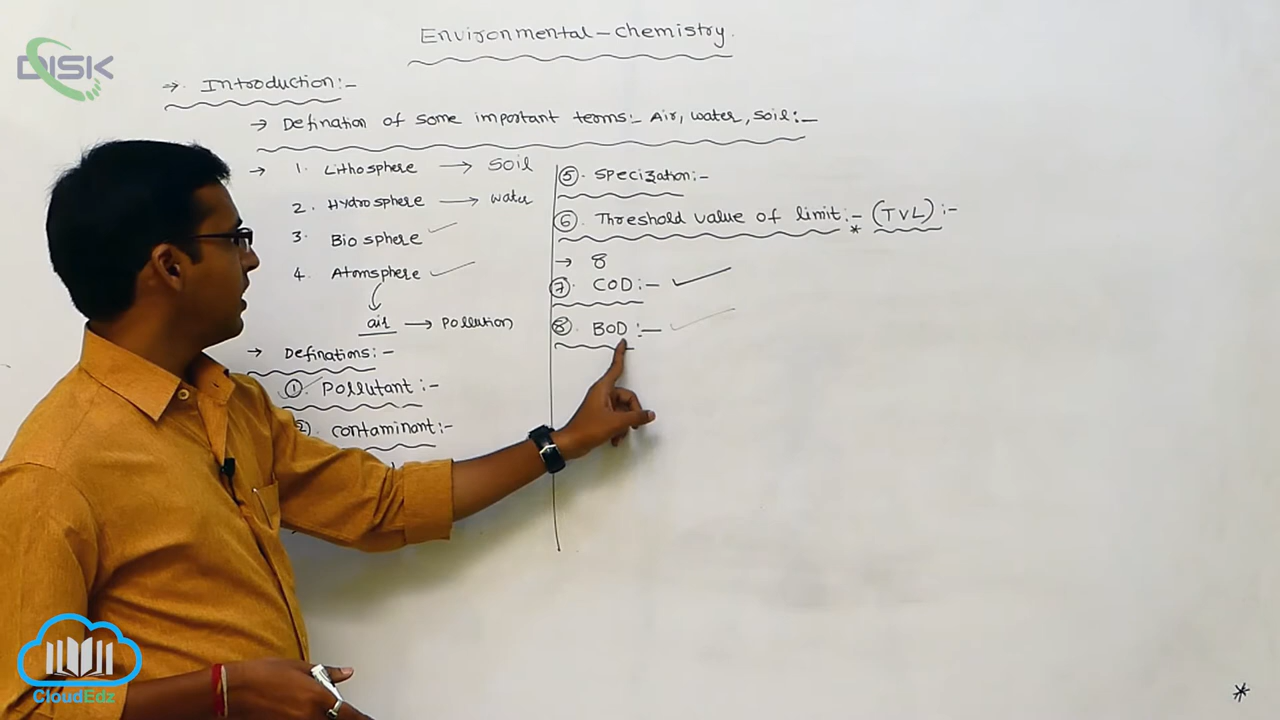 DISK
Environmental-chemistry.
→ Introduction:-
→ Defination of some important terms:- Air, water, soil:-
→ 1. Lithosphere → soil
2. Hydrosphere → water
3. Biosphere ✓
4. Atomsphere ✓
air → pollution
→ Definations:-
① Pollutant:-
② contaminant:-
⑤. specization:-
⑥. Threshold value of limit:- * (TVL):-
→ 8
⑦. COD:- ✓
⑧. BOD:- ✓
CloudEdz
*